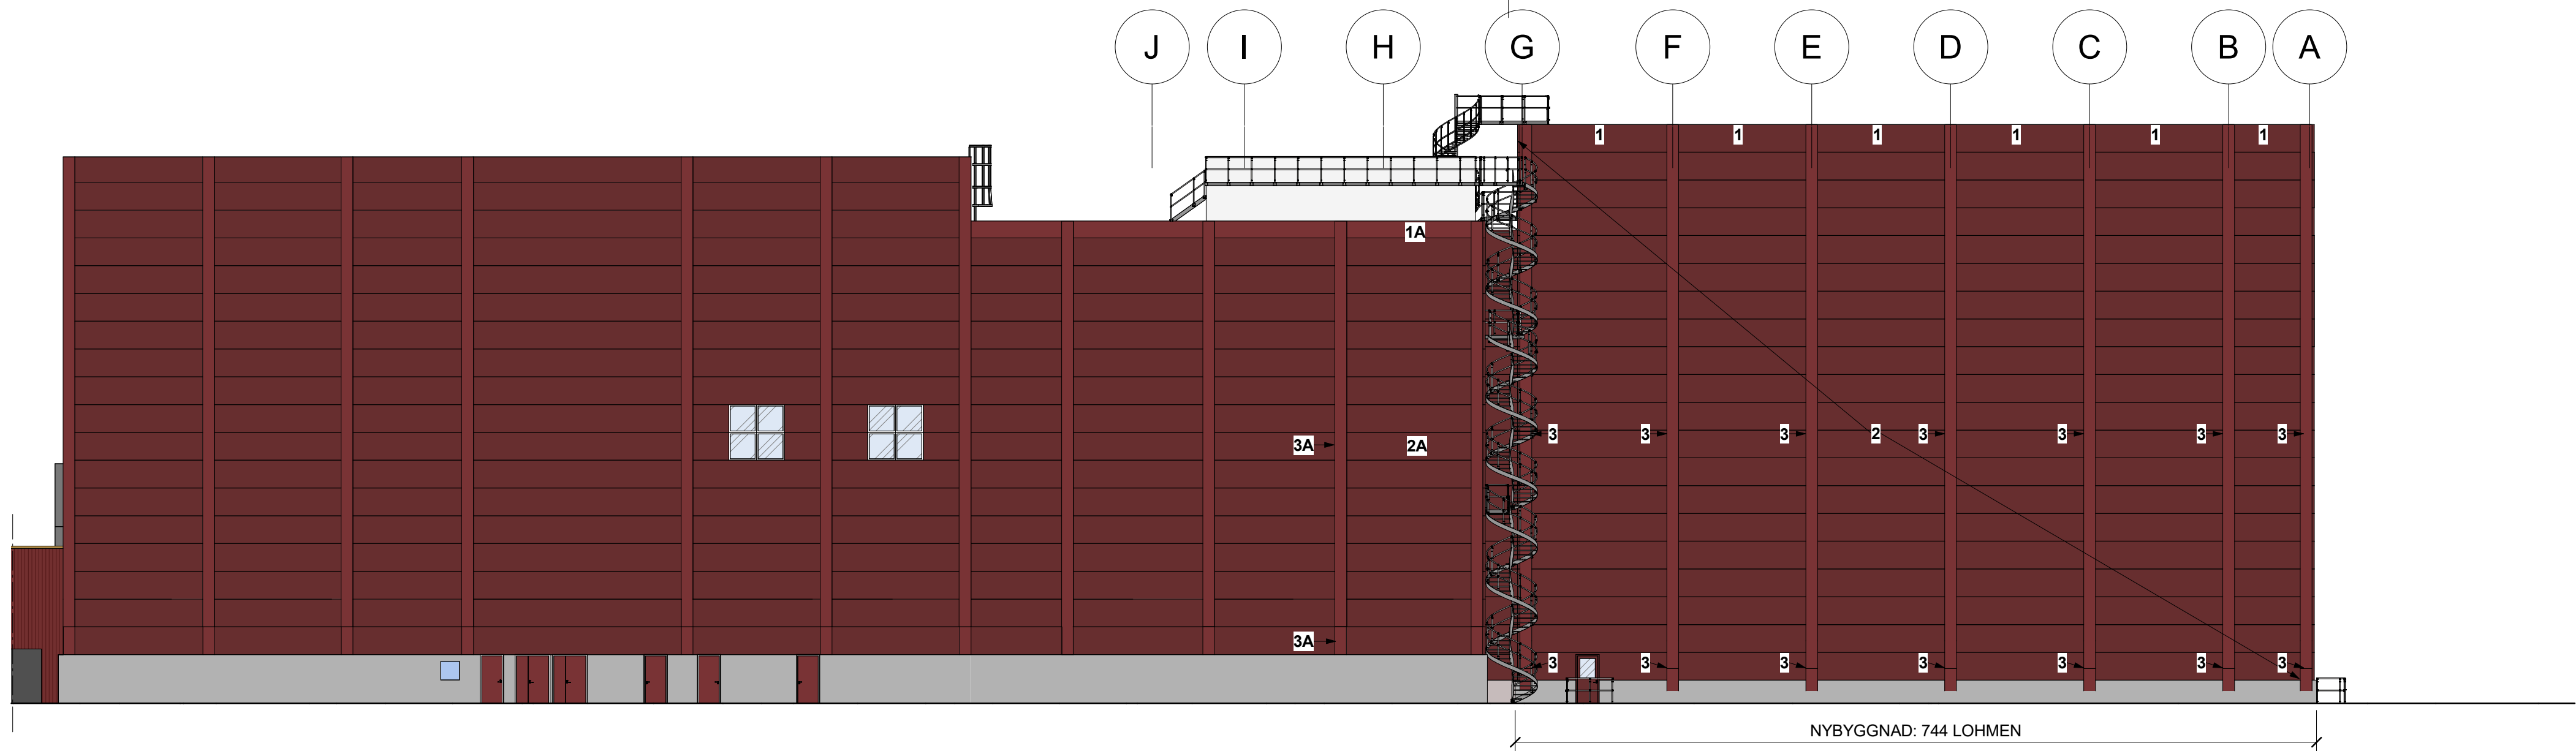 J I H G F E D C B A
1 1 1 1 1 1
1A
3 3 3 2 3 3 3 3
3A 2A
3A
3 3 3 3 3 3 3
NYBYGGNAD: 744 LOHMEN